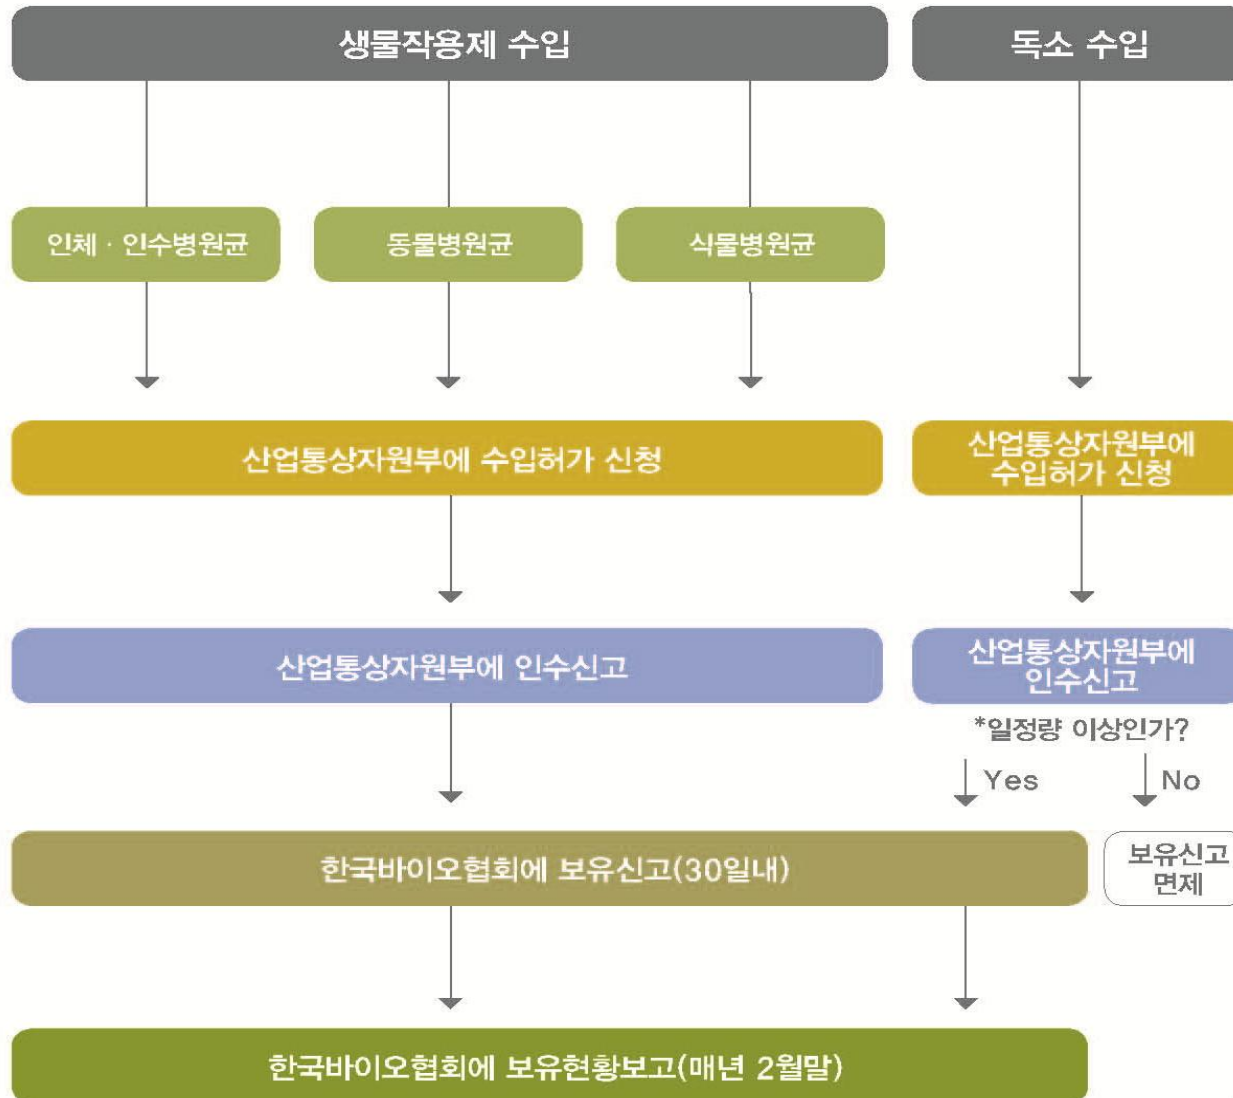 생물작용제 수입
독소 수입
인체 · 인수병원균
동물병원균
식물병원균
산업통상자원부에 수입허가 신청
산업통상자원부에
수입허가 신청
산업통상자원부에 인수신고
산업통상자원부에
인수신고
*일정량 이상인가?
Yes
No
한국바이오협회에 보유신고(30일내)
보유신고
면제
한국바이오협회에 보유현황보고(매년 2월말)